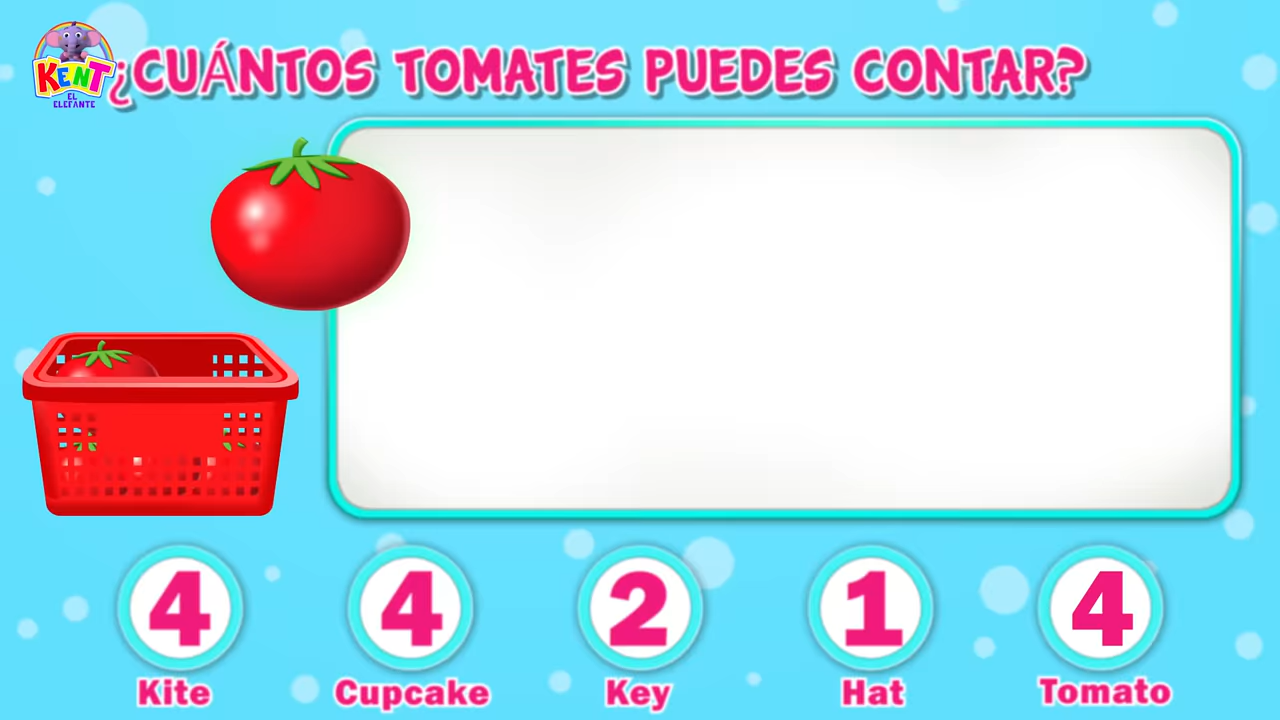 KENT
EL
ELEFANTE
¿CUÁNTOS TOMATES PUEDES CONTAR?
4 4 2 1 4
Kite Cupcake Key Hat Tomato